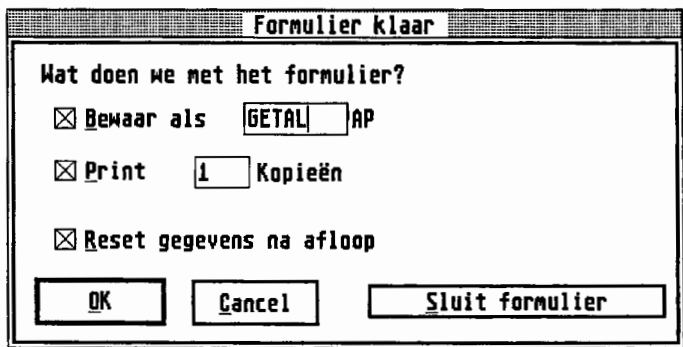 Formulier klaar
Wat doen we met het formulier?
Bewaar als GETAL AP
Print 1 Kopieën
Reset gegevens na afloop
OK Cancel Sluit formulier